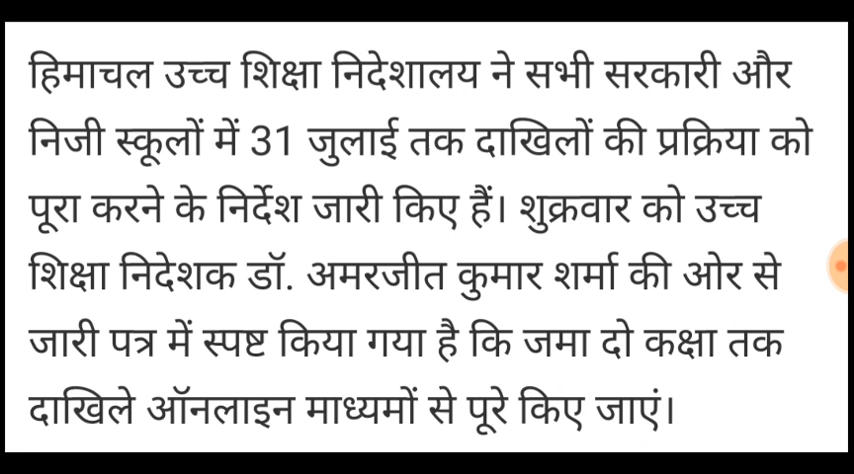 हिमाचल उच्च शिक्षा निदेशालय ने सभी सरकारी और
निजी स्कूलों में 31 जुलाई तक दाखिलों की प्रक्रिया को
पूरा करने के निर्देश जारी किए हैं। शुक्रवार को उच्च
शिक्षा निदेशक डॉ. अमरजीत कुमार शर्मा की ओर से
जारी पत्र में स्पष्ट किया गया है कि जमा दो कक्षा तक
दाखिले ऑनलाइन माध्यमों से पूरे किए जाएं।